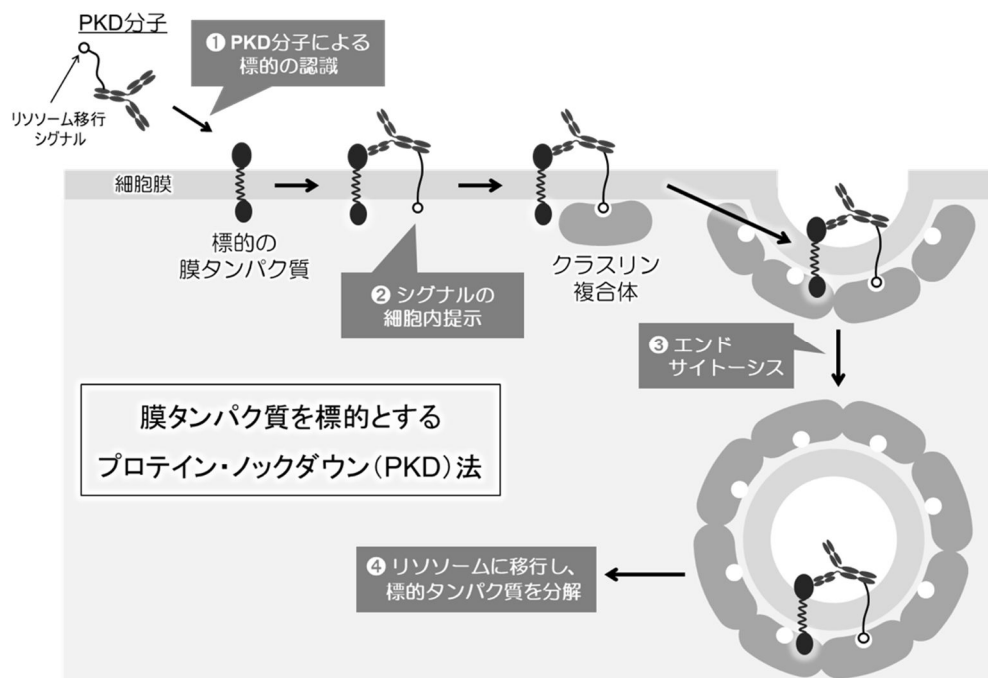 PKD分子
リソソーム移行
シグナル
❶ PKD分子による
標的の認識
細胞膜
標的の
膜タンパク質
❷ シグナルの
細胞内提示
クラスリン
複合体
❸ エンド
サイトーシス
膜タンパク質を標的とする
プロテイン・ノックダウン(PKD)法
❹ リソソームに移行し、
標的タンパク質を分解